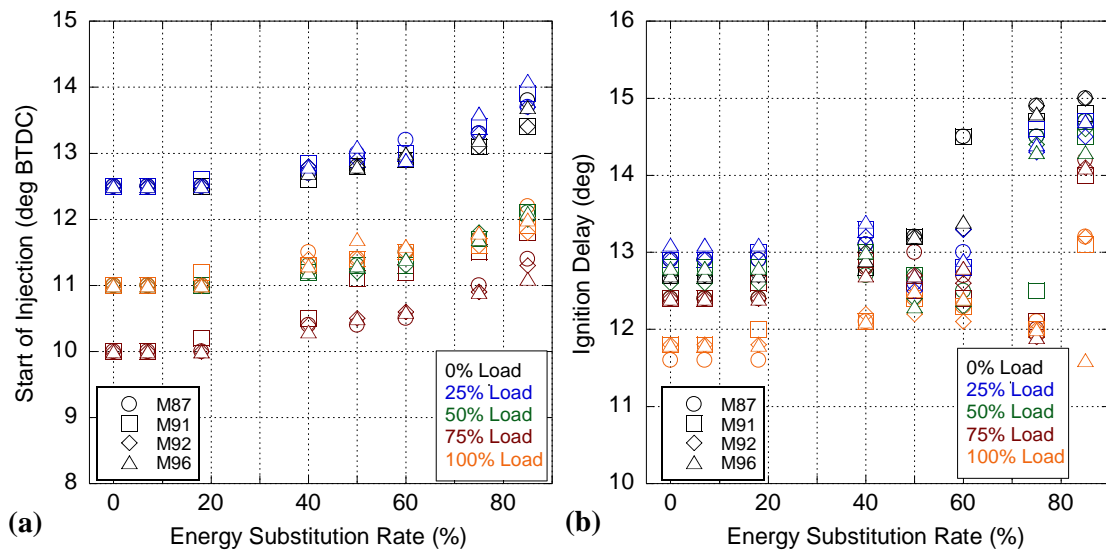 15
14
13
12
11
10
9
8
0
20
40
60
80
Start of Injection (deg BTDC)
Energy Substitution Rate (%)
M87
M91
M92
M96
0% Load
25% Load
50% Load
75% Load
100% Load
(a)
16
15
14
13
12
11
10
0
20
40
60
80
Ignition Delay (deg)
Energy Substitution Rate (%)
M87
M91
M92
M96
0% Load
25% Load
50% Load
75% Load
100% Load
(b)